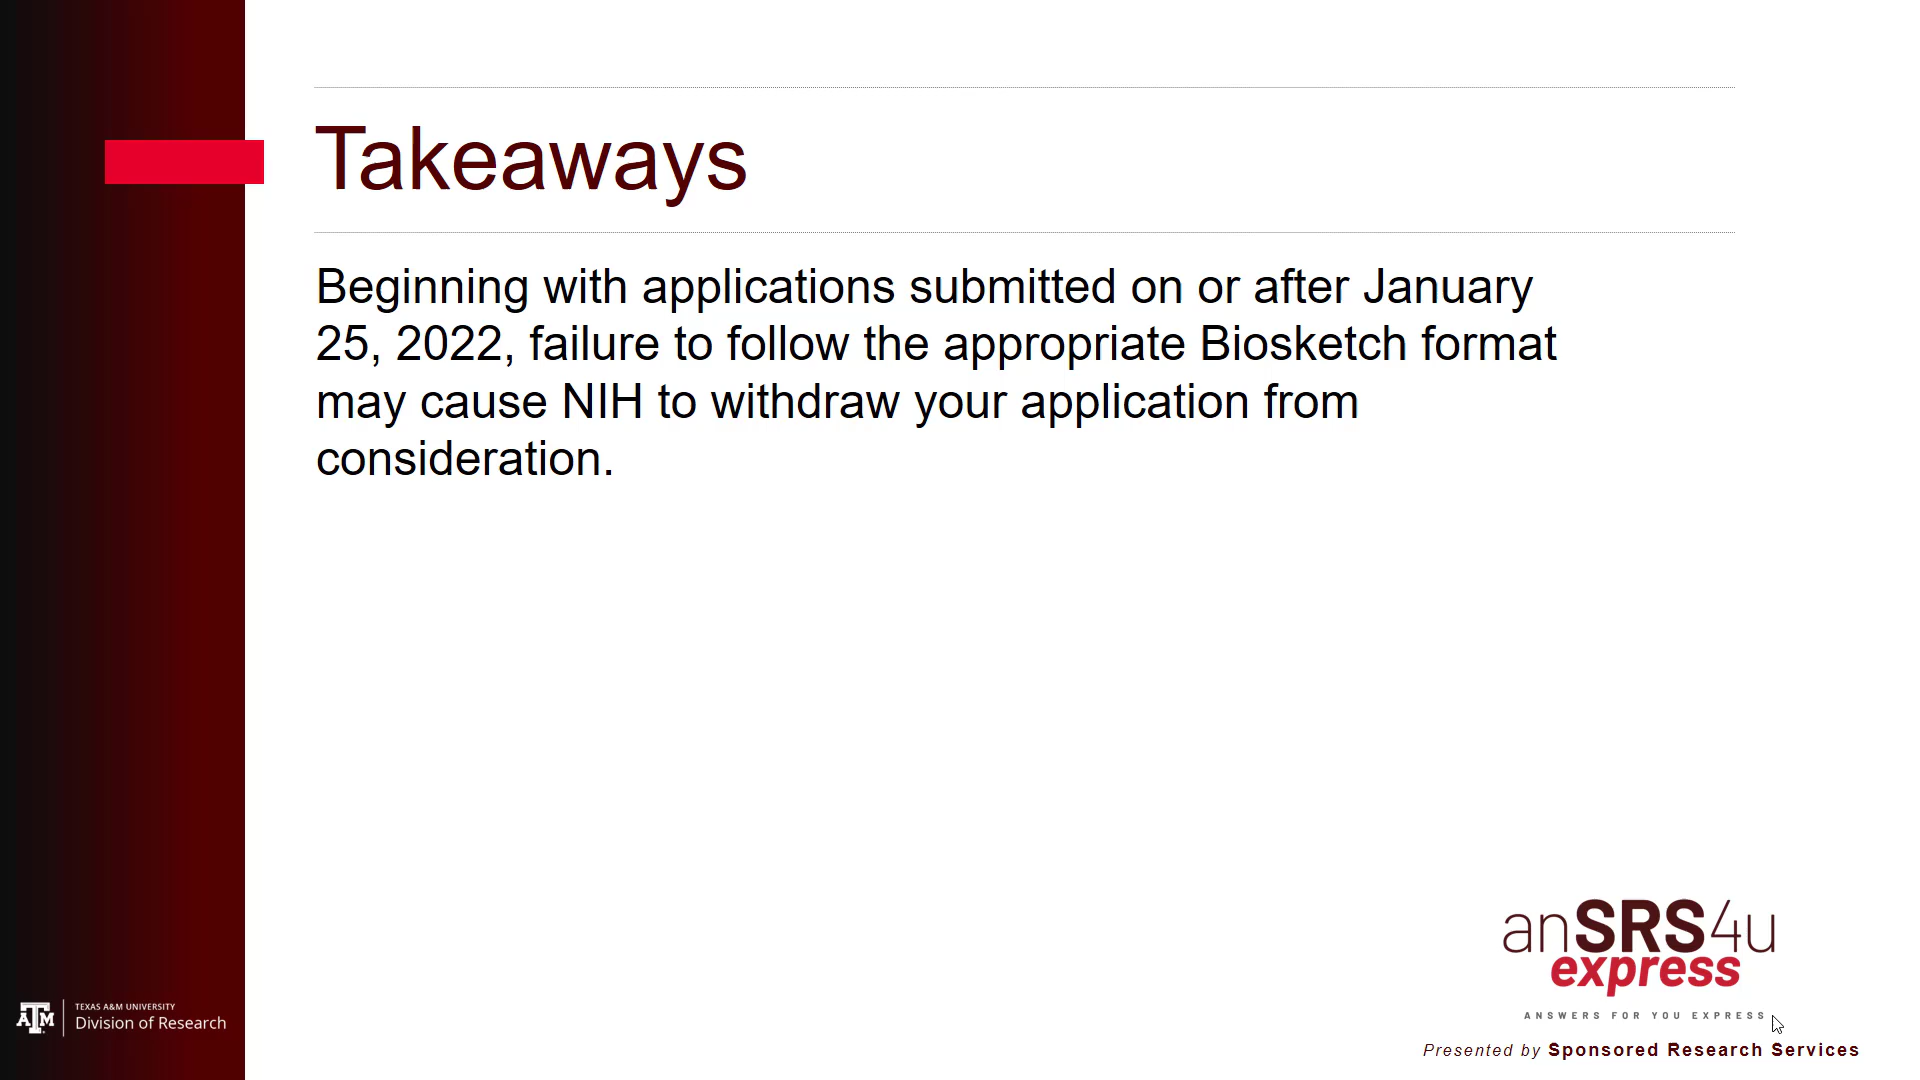 Takeaways
Beginning with applications submitted on or after January
25, 2022, failure to follow the appropriate Biosketch format
may cause NIH to withdraw your application from
consideration.
anSRS4u
express
ANSWERS FOR YOU EXPRESS
Presented by Sponsored Research Services
ATM
TEXAS A&M UNIVERSITY
Division of Research